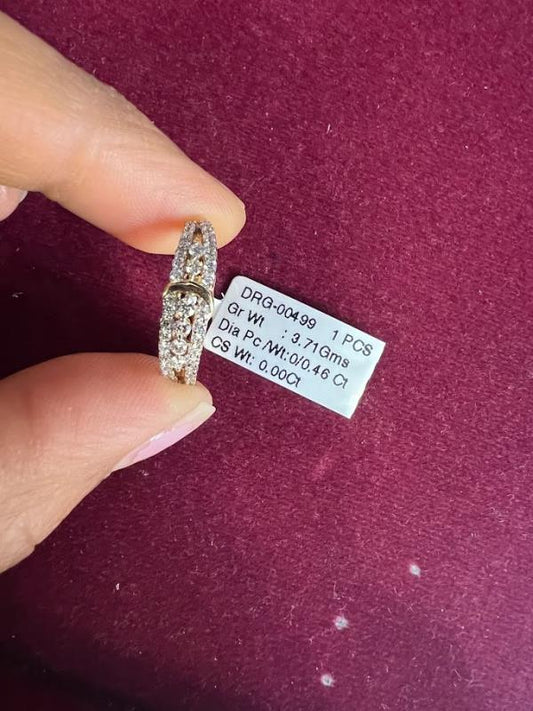 DRG-00499 1 PCS
Gr Wt : 3.71Gms
Dia Pc/Wt:0/0.46 Ct
CS Wt: 0.00Ct